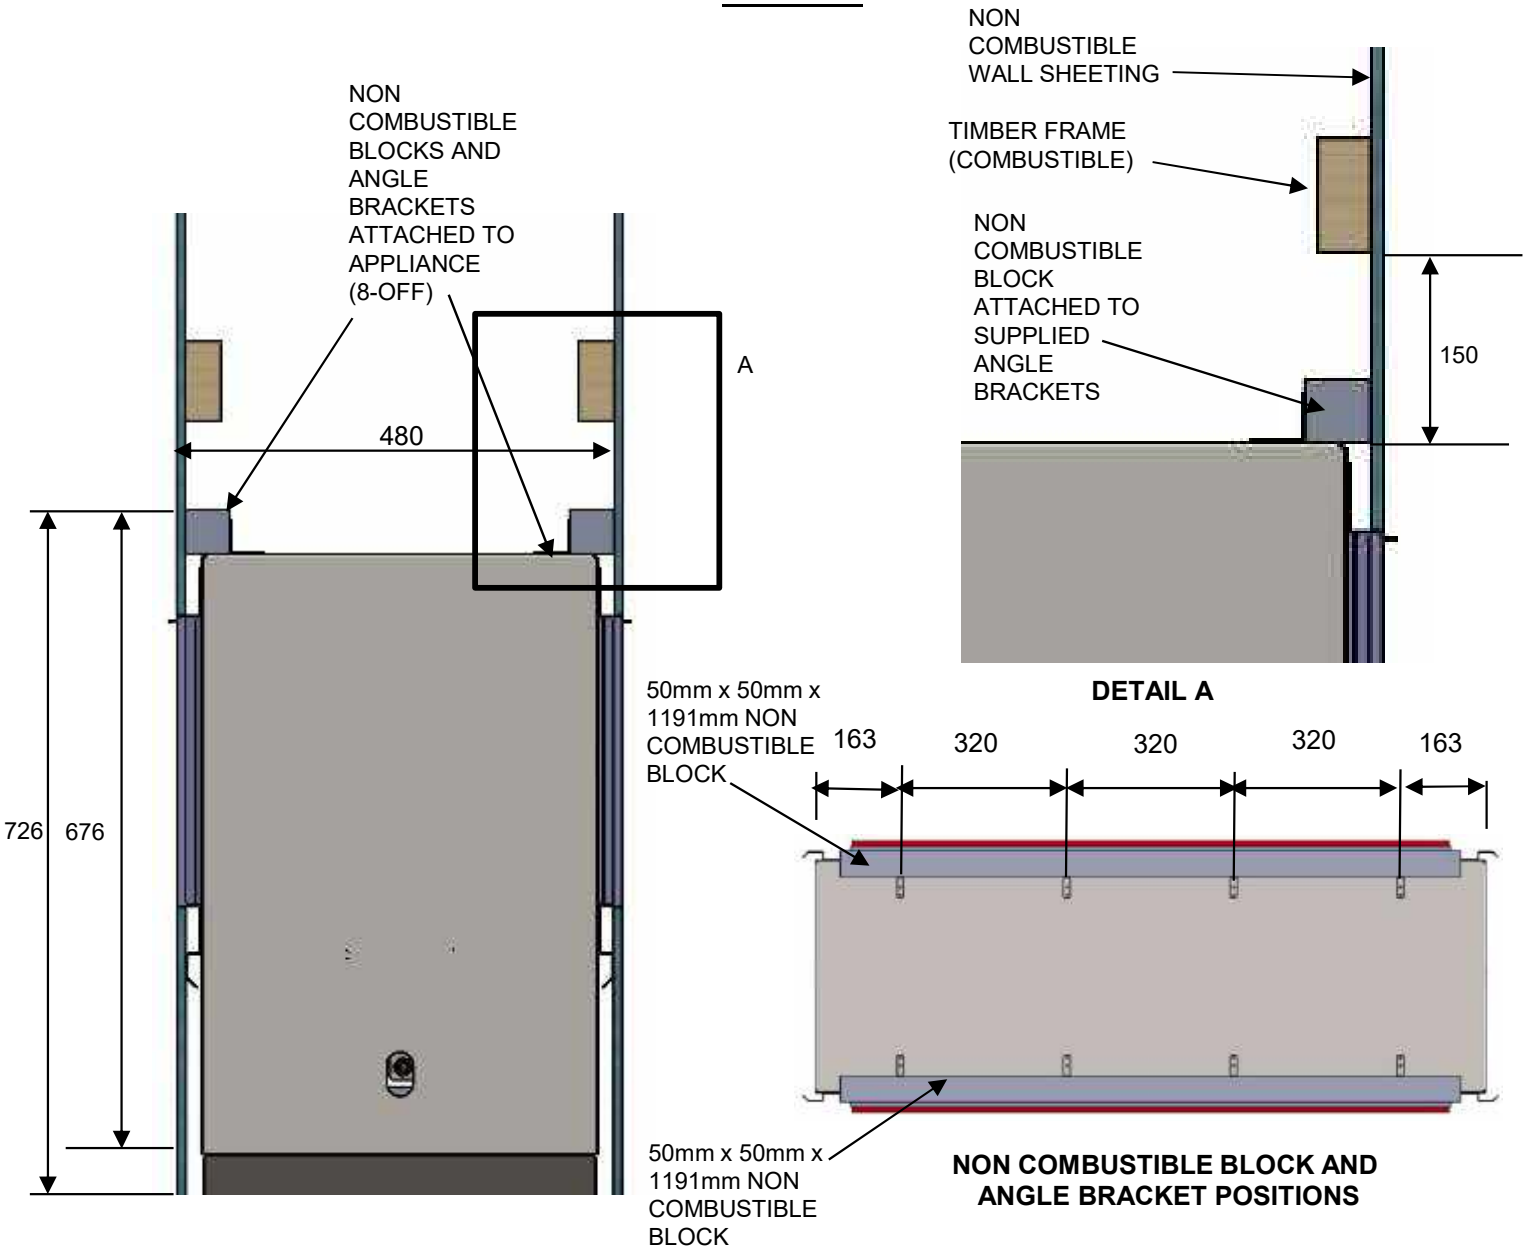 NON
COMBUSTIBLE
BLOCKS AND
ANGLE
BRACKETS
ATTACHED TO
APPLIANCE
(8-OFF)
A
480
726
676
NON
COMBUSTIBLE
WALL SHEETING
TIMBER FRAME
(COMBUSTIBLE)
NON
COMBUSTIBLE
BLOCK
ATTACHED TO
SUPPLIED
ANGLE
BRACKETS
150
DETAIL A
50mm x 50mm x
1191mm NON
COMBUSTIBLE
BLOCK
163 320 320 320 163
50mm x 50mm x
1191mm NON
COMBUSTIBLE
BLOCK
NON COMBUSTIBLE BLOCK AND
ANGLE BRACKET POSITIONS